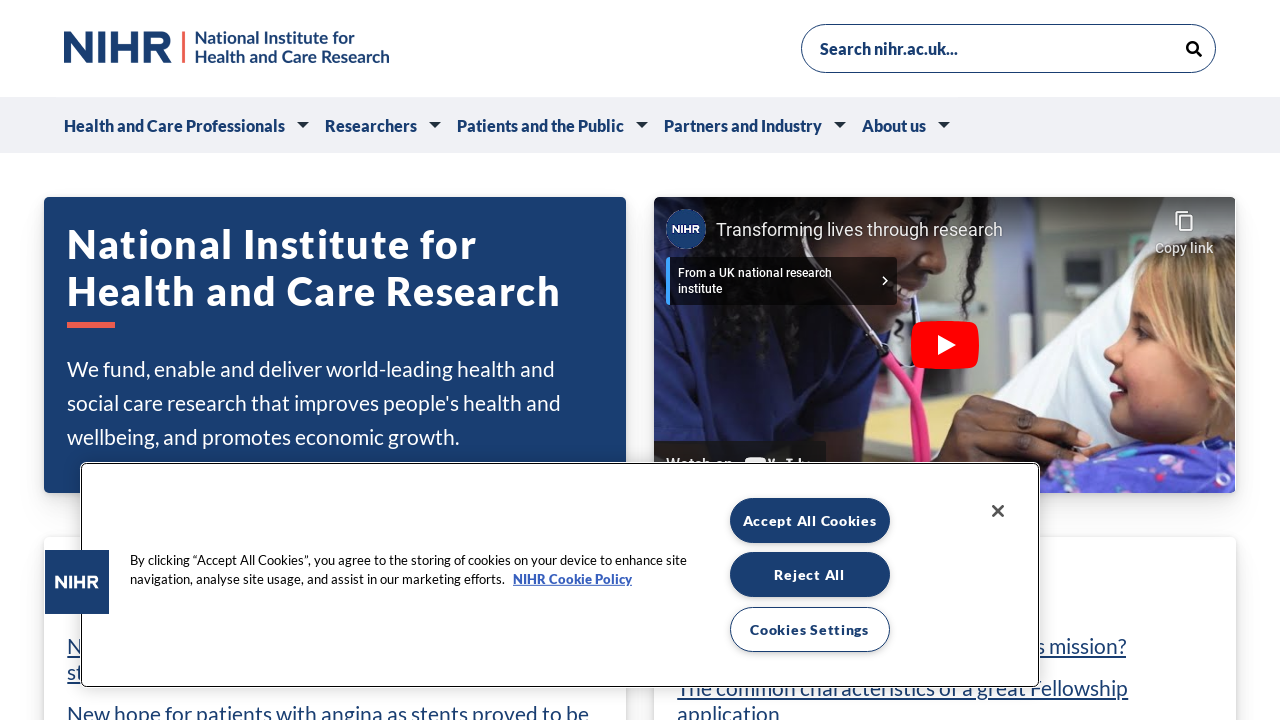 NIHR | National Institute for
Health and Care Research
Search nihr.ac.uk...
Health and Care Professionals
Researchers
Patients and the Public
Partners and Industry
About us
National Institute for
Health and Care Research
We fund, enable and deliver world-leading health and
social care research that improves people's health and
wellbeing, and promotes economic growth.
NIHR
Transforming lives through research
Copy link
From a UK national research
institute
Watch on YouTube
By clicking “Accept All Cookies”, you agree to the storing of cookies on your device to enhance site
navigation, analyse site usage, and assist in our marketing efforts. NIHR Cookie Policy
Accept All Cookies
Reject All
Cookies Settings
NIHR
s mission?
The common characteristics of a great Fellowship
application
New hope for patients with angina as stents proved to be